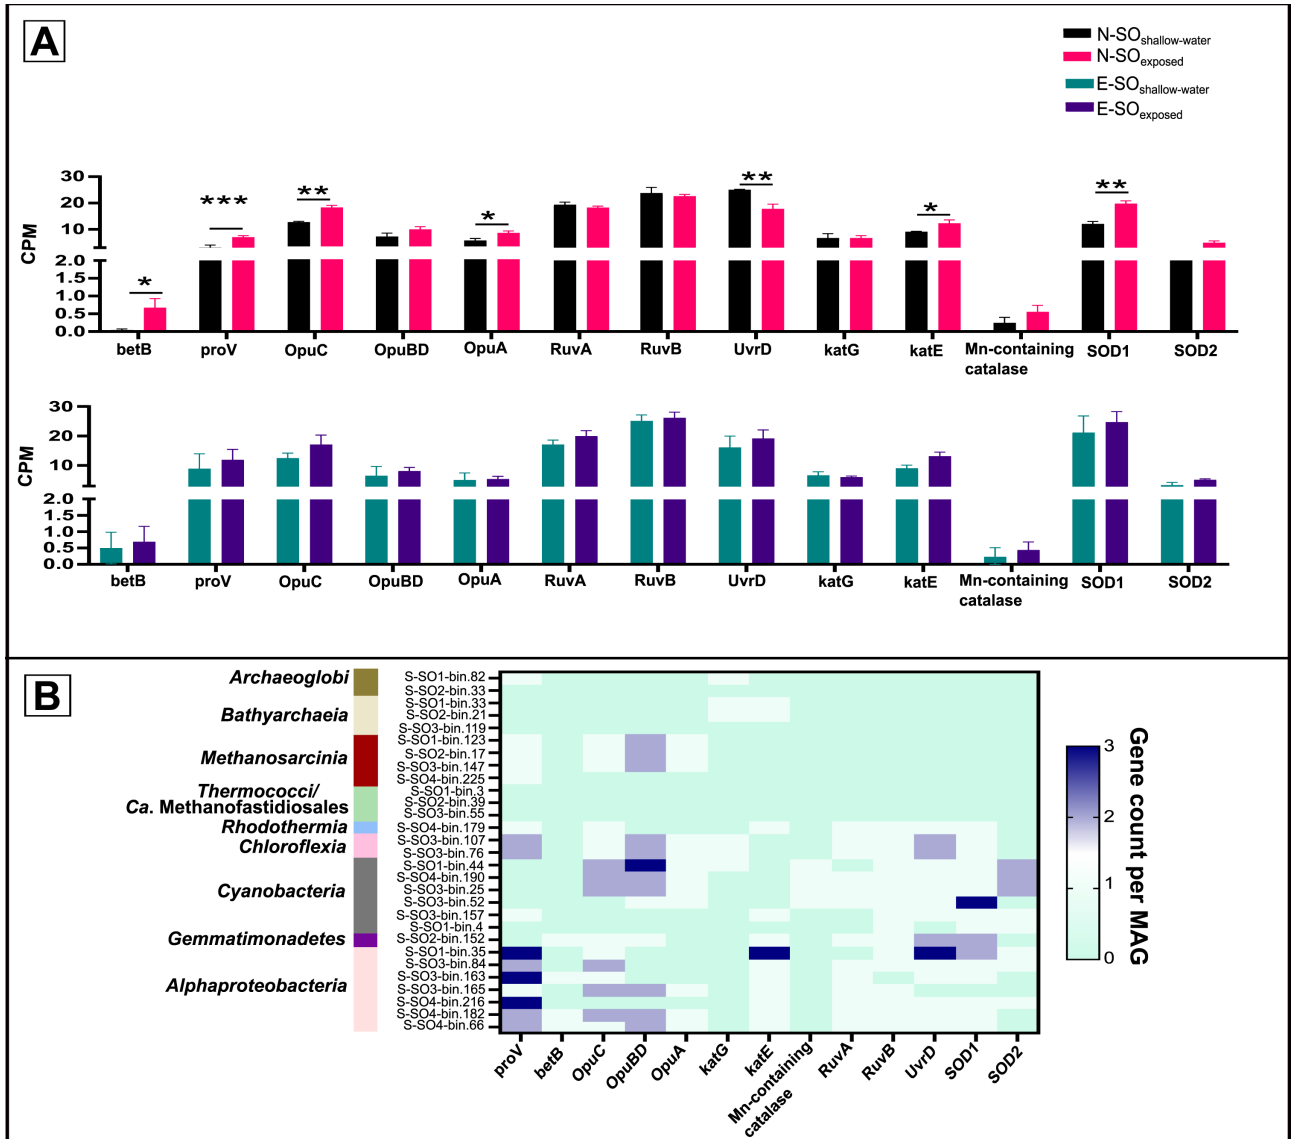 A
N-SOshallow-water
N-SOexposed
E-SOshallow-water
E-SOexposed
CPM
30
20
10
2.0
1.5
1.0
0.5
0.0
*
***
**
*
**
*
**
betB
proV
OpuC
OpuBD
OpuA
RuvA
RuvB
UvrD
katG
katE
Mn-containing
catalase
SOD1
SOD2
CPM
30
20
10
2.0
1.5
1.0
0.5
0.0
betB
proV
OpuC
OpuBD
OpuA
RuvA
RuvB
UvrD
katG
katE
Mn-containing
catalase
SOD1
SOD2
B
Archaeoglobi
Bathyarchaeia
Methanosarcinia
Thermococci/
Ca. Methanofastidiosales
Rhodothermia
Chloroflexia
Cyanobacteria
Gemmatimonadetes
Alphaproteobacteria
S-SO1-bin.82
S-SO2-bin.33
S-SO1-bin.33
S-SO2-bin.21
S-SO3-bin.119
S-SO1-bin.123
S-SO2-bin.17
S-SO3-bin.147
S-SO4-bin.225
S-SO1-bin.3
S-SO2-bin.39
S-SO3-bin.55
S-SO4-bin.179
S-SO3-bin.107
S-SO3-bin.76
S-SO1-bin.44
S-SO4-bin.190
S-SO3-bin.25
S-SO3-bin.52
S-SO3-bin.157
S-SO1-bin.4
S-SO2-bin.152
S-SO1-bin.35
S-SO3-bin.84
S-SO3-bin.163
S-SO3-bin.165
S-SO4-bin.216
S-SO4-bin.182
S-SO4-bin.66
proV
betB
OpuC
OpuBD
OpuA
katG
katE
Mn-containing
catalase
RuvA
RuvB
UvrD
SOD1
SOD2
3
2
1
0
Gene count per MAG